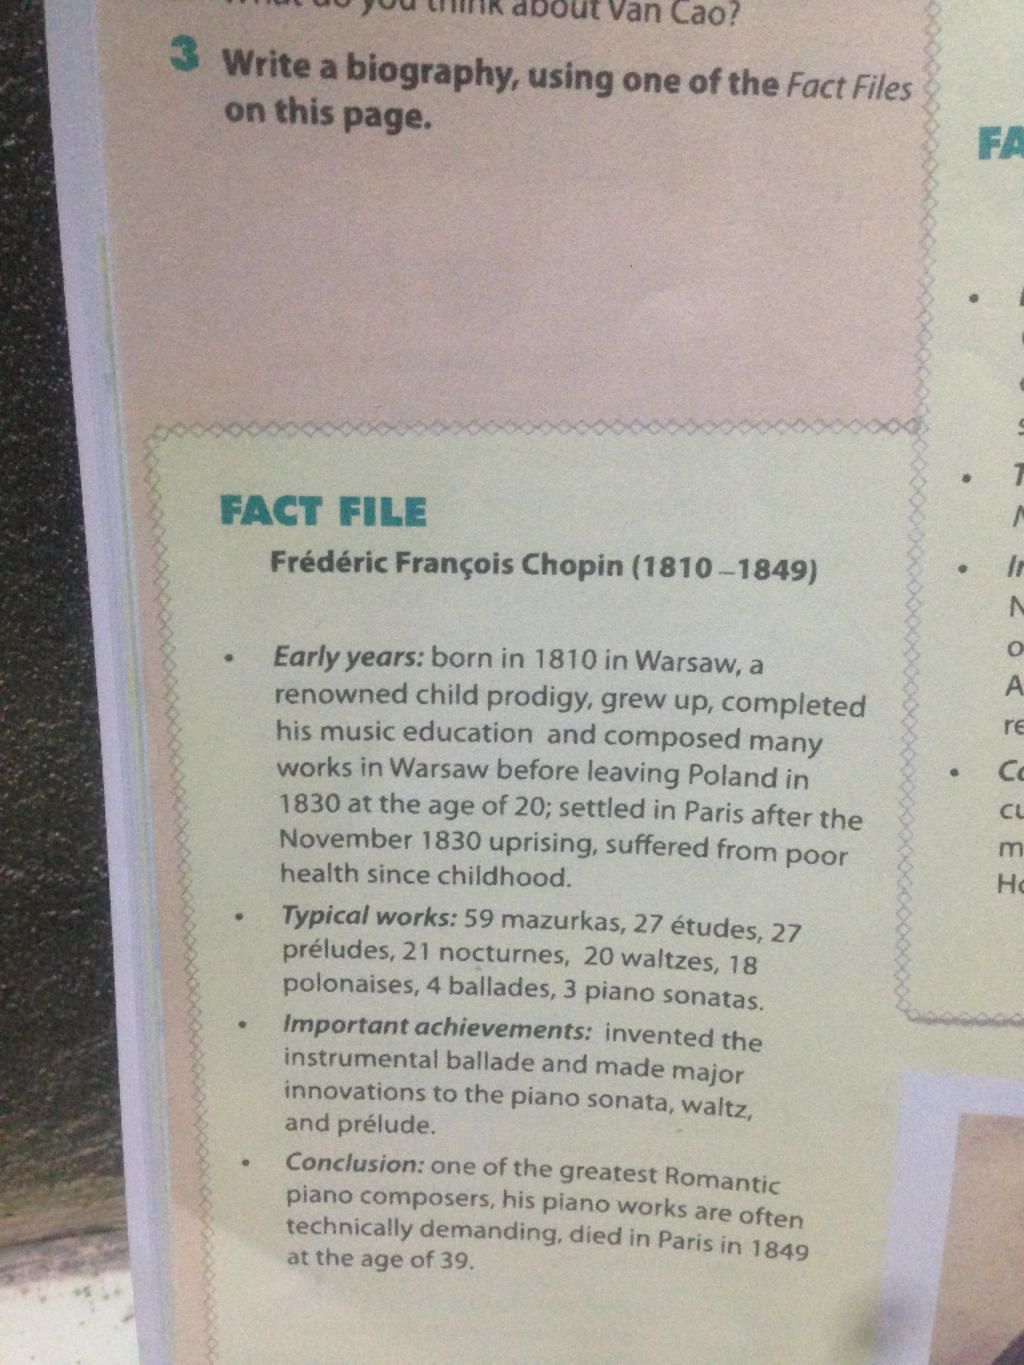 you think about Van Cao?
3 Write a biography, using one of the Fact Files
on this page.
FA
FACT FILE
Frédéric François Chopin (1810 –1849)
• Early years: born in 1810 in Warsaw, a
renowned child prodigy, grew up, completed
his music education and composed many
works in Warsaw before leaving Poland in
1830 at the age of 20; settled in Paris after the
November 1830 uprising, suffered from poor
health since childhood.
• Typical works: 59 mazurkas, 27 études, 27
préludes, 21 nocturnes, 20 waltzes, 18
polonaises, 4 ballades, 3 piano sonatas.
• Important achievements: invented the
instrumental ballade and made major
innovations to the piano sonata, waltz,
and prélude.
• Conclusion: one of the greatest Romantic
piano composers, his piano works are often
technically demanding, died in Paris in 1849
at the age of 39.